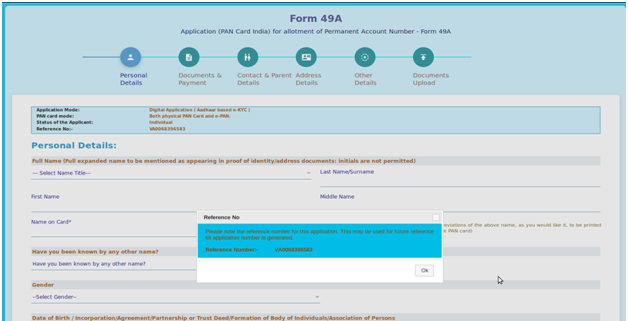 Form 49A
Application (PAN Card India) for allotment of Permanent Account Number - Form 49A
Personal Details
Documents & Payment
Contact & Parent Details
Address Details
Other Details
Documents Upload
Application Mode: Digital Application ( Aadhaar based e-KYC )
PAN card mode: Both physical PAN Card and e-PAN.
Status of the Applicant: Individual
Reference No:-
Personal Details:
Full Name (Full expanded name to be mentioned as appearing in proof of identity/address documents: initials are not permitted)
--- Select Name Title---
Last Name/Surname
First Name
Middle Name
Name on Card*
eviations of the above name, as you would like it, to be printed
e PAN card)
Reference No
Please note the reference number for this application. This may be used for future reference
till application number is generated.
Reference Number:-
Ok
Have you been known by any other name?
Have you been known by any other name?
Gender
--Select Gender--
Date of Birth / Incorporation/Agreement/Partnership or Trust Deed/Formation of Body of Individuals/Association of Persons